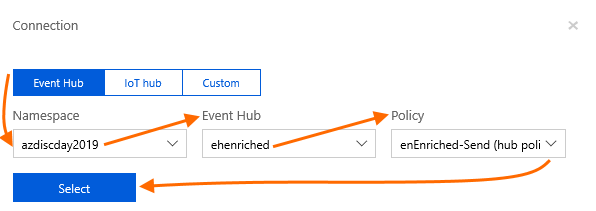 Connection
Event Hub IoT hub Custom
Namespace Event Hub Policy
azdiscday2019 ehenriched enEnriched-Send (hub poli
Select